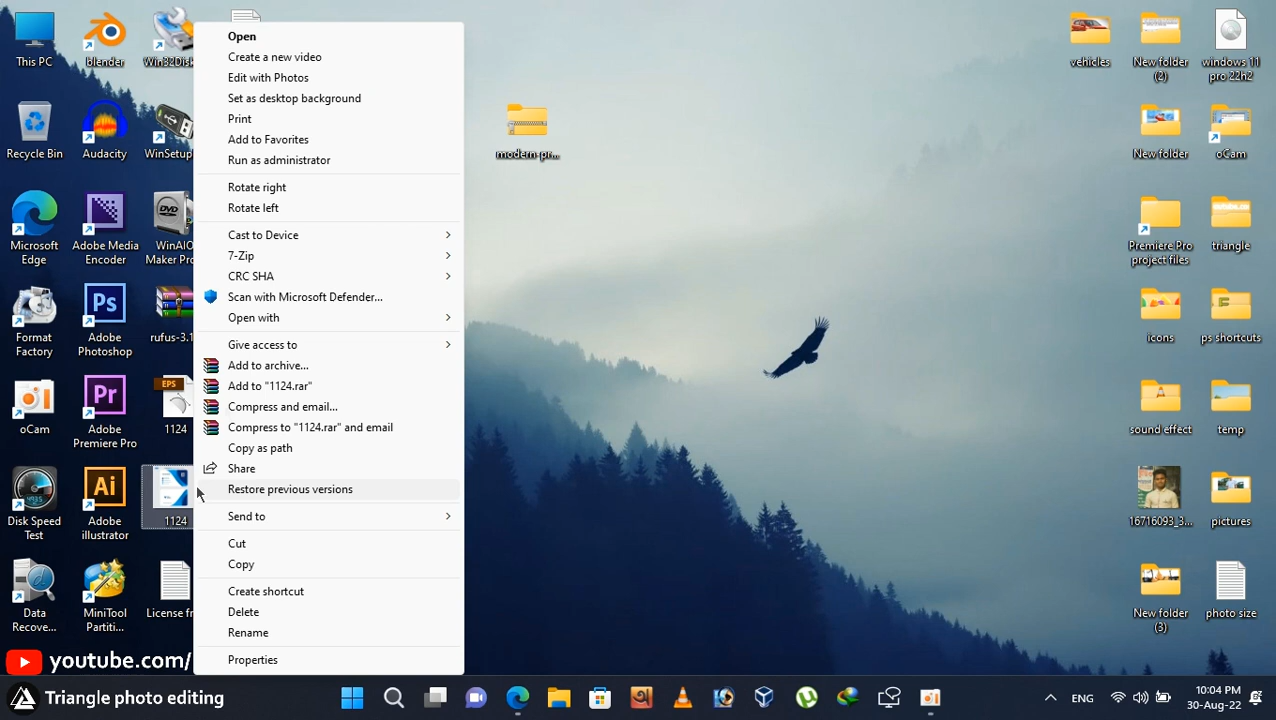 This PC
blender
Win32Disk
Recycle Bin
Audacity
WinSetup
Microsoft
Edge
Adobe Media
Encoder
WinAIO
Maker Pro
Format
Factory
Adobe
Photoshop
rufus-3.1
oCam
Adobe
Premiere Pro
EPS
1124
Disk Speed
Test
Adobe
illustrator
1124
Data
Recove...
MiniTool
Partiti...
License fr
Open
Create a new video
Edit with Photos
Set as desktop background
Print
Add to Favorites
Run as administrator
Rotate right
Rotate left
Cast to Device
7-Zip
CRC SHA
Scan with Microsoft Defender...
Open with
Give access to
Add to archive...
Add to "1124.rar"
Compress and email...
Compress to "1124.rar" and email
Copy as path
Share
Restore previous versions
Send to
Cut
Copy
Create shortcut
Delete
Rename
Properties
modern-pr...
vehicles
New folder
(2)
windows 11
pro 22h2
New folder
oCam
Premiere Pro
project files
triangle
icons
ps shortcuts
sound effect
temp
16716093_3...
pictures
New folder
(3)
photo size
youtube.com/
Triangle photo editing
ENG
10:04 PM
30-Aug-22